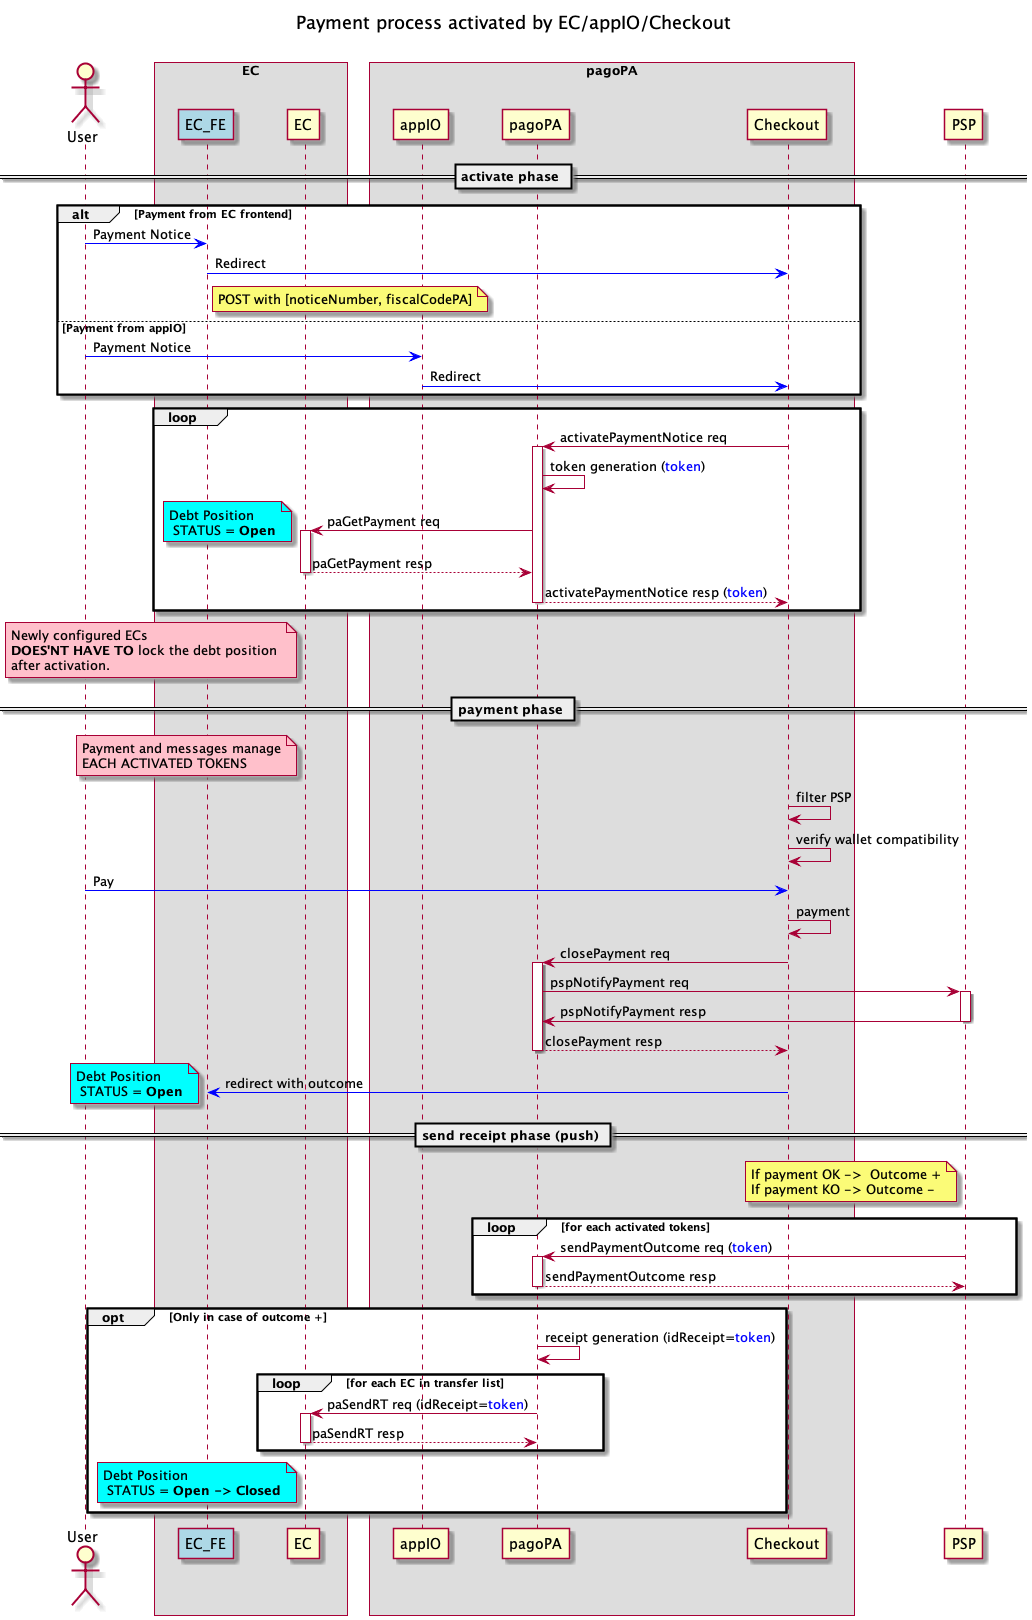 Payment process activated by EC/appIO/Checkout
EC
pagoPA
User
EC_FE
EC
appIO
pagoPA
Checkout
PSP
activate phase
alt
[Payment from EC frontend]
Payment Notice
Redirect
POST with [noticeNumber, fiscalCodePA]
[Payment from appIO]
Payment Notice
Redirect
loop
activatePaymentNotice req
token generation (token)
Debt Position
STATUS = Open
paGetPayment req
paGetPayment resp
activatePaymentNotice resp (token)
Newly configured ECs
DOES'NT HAVE TO lock the debt position
after activation.
payment phase
Payment and messages manage
EACH ACTIVATED TOKENS
filter PSP
verify wallet compatibility
Pay
payment
closePayment req
pspNotifyPayment req
pspNotifyPayment resp
closePayment resp
Debt Position
STATUS = Open
redirect with outcome
send receipt phase (push)
If payment OK -> Outcome +
If payment KO -> Outcome -
loop
[for each activated tokens]
sendPaymentOutcome req (token)
sendPaymentOutcome resp
opt
[Only in case of outcome +]
receipt generation (idReceipt=token)
loop
[for each EC in transfer list]
paSendRT req (idReceipt=token)
paSendRT resp
Debt Position
STATUS = Open -> Closed
User
EC_FE
EC
appIO
pagoPA
Checkout
PSP